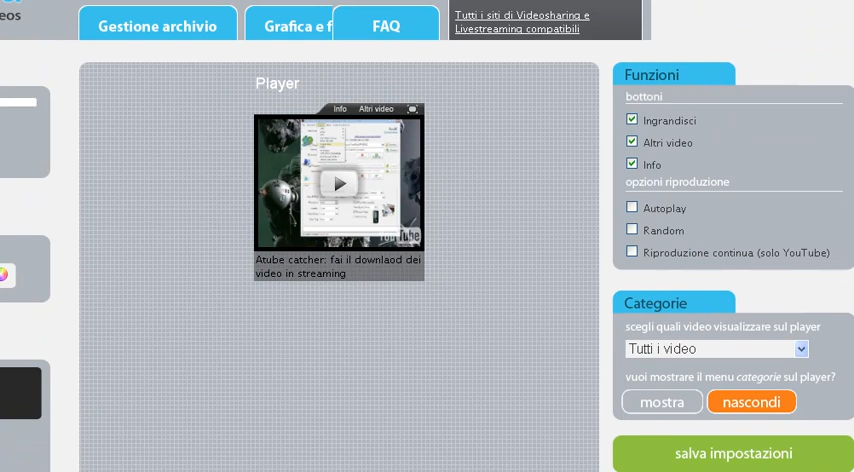 eos
Gestione archivio
Grafica e f
FAQ
Tutti i siti di Videosharing e
Livestreaming compatibili
Player
Info Altri video
YouTube
Atube catcher: fai il downlaod dei
video in streaming
Funzioni
bottoni
Ingrandisci
Altri video
Info
opzioni riproduzione
Autoplay
Random
Riproduzione continua (solo YouTube)
Categorie
scegli quali video visualizzare sul player
Tutti i video
vuoi mostrare il menu categorie sul player?
mostra
nascondi
salva impostazioni